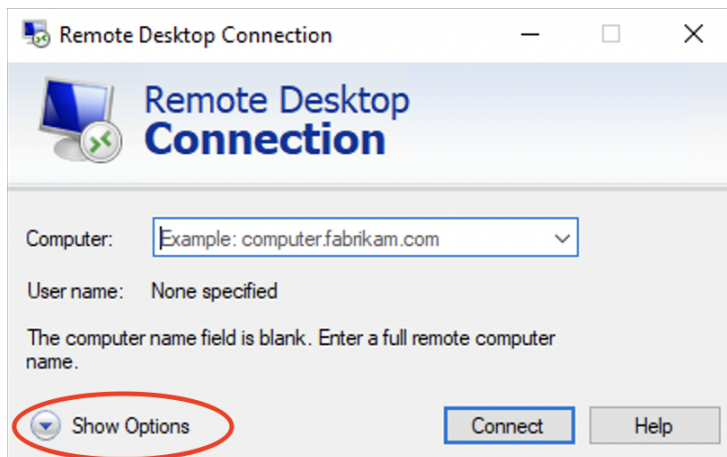 Remote Desktop Connection
Remote Desktop
Connection
Computer:
Example: computer.fabrikam.com
User name:
None specified
The computer name field is blank. Enter a full remote computer
name.
Show Options
Connect
Help